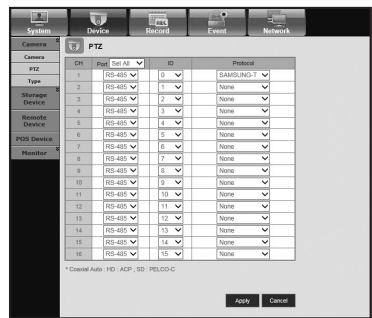 System Device Record Event Network
Camera
Camera
PTZ
Type
Storage Device
Remote Device
POS Device
Monitor
PTZ
CH Port Sel All ID Protocol
1 RS-485 0 SAMSUNG-T
2 RS-485 1 None
3 RS-485 2 None
4 RS-485 3 None
5 RS-485 4 None
6 RS-485 5 None
7 RS-485 6 None
8 RS-485 7 None
9 RS-485 8 None
10 RS-485 9 None
11 RS-485 10 None
12 RS-485 11 None
13 RS-485 12 None
14 RS-485 13 None
15 RS-485 14 None
16 RS-485 15 None
* Coaxial Auto : HD : ACP , SD : PELCO-C
Apply Cancel